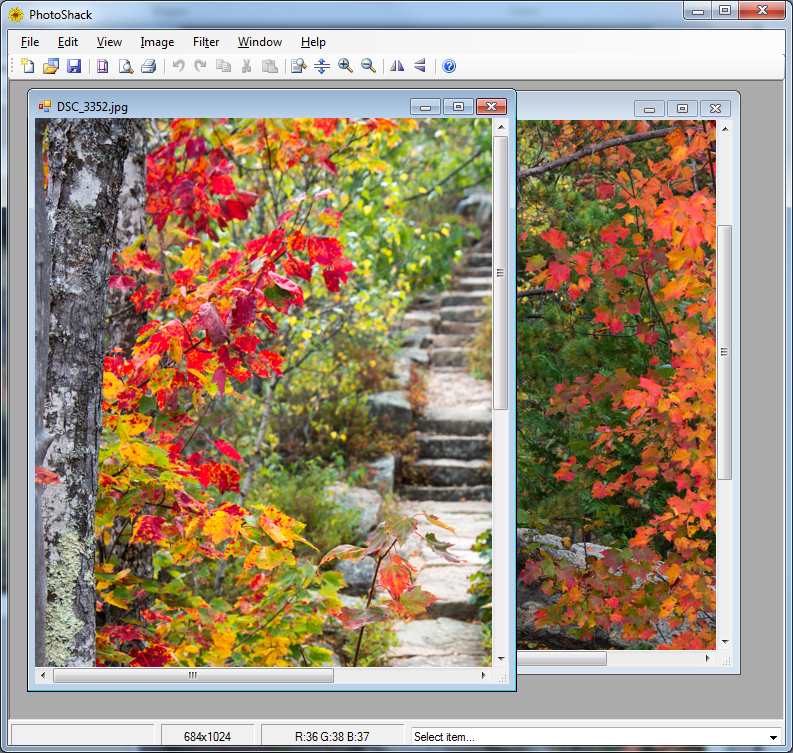 PhotoShack
File Edit View Image Filter Window Help
DSC_3352.jpg
684x1024 R:36 G:38 B:37 Select item...